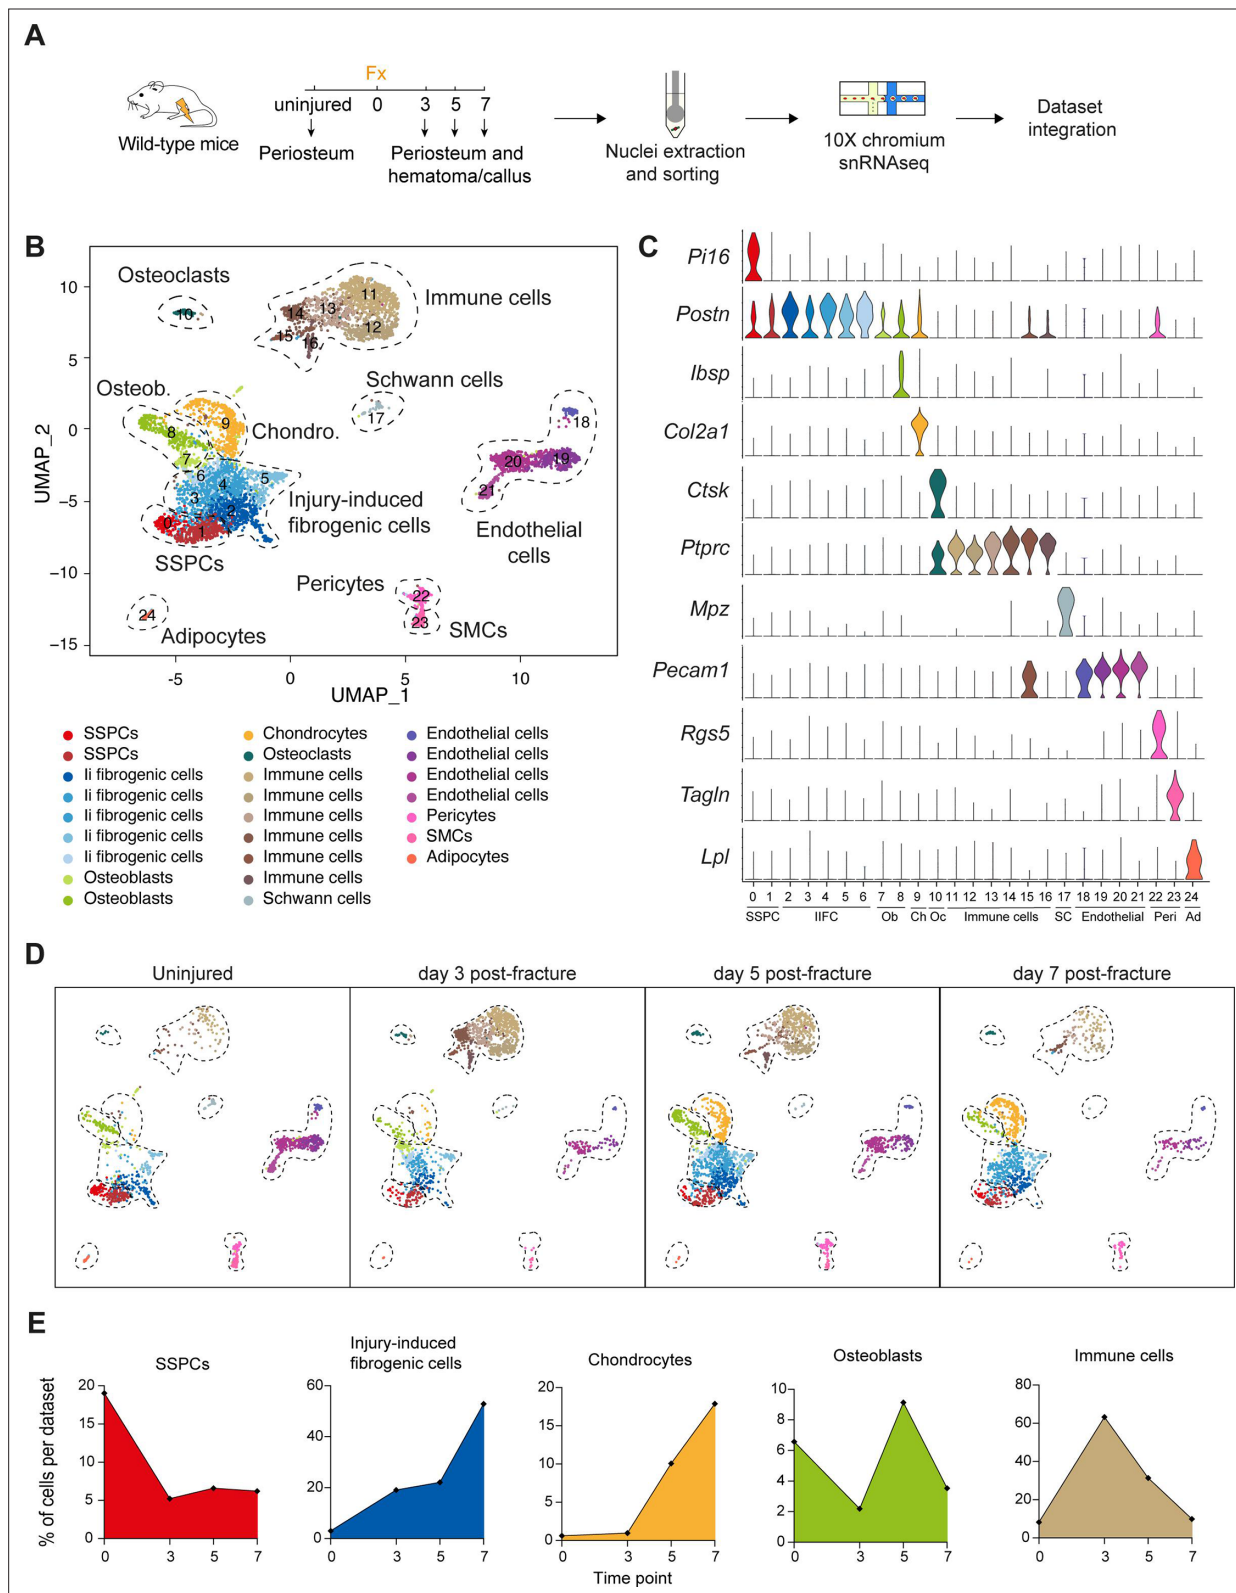 A
Fx
uninjured 0 3 5 7
Wild-type mice
Periosteum
Periosteum and
hematoma/callus
Nuclei extraction
and sorting
10X chromium
snRNAseq
Dataset
integration
B
UMAP_2
10
5
0
−5
−10
−15
-5 0 5 10
UMAP_1
Osteoclasts
10
Immune cells
11
12
13
14
15
16
Schwann cells
17
Osteob.
8
7
Chondro.
9
6
5
4
3
2
Injury-induced
fibrogenic cells
0
1
SSPCs
18
19
20
21
Endothelial
cells
Pericytes
22
23
SMCs
24
Adipocytes
SSPCs
SSPCs
Ii fibrogenic cells
Ii fibrogenic cells
Ii fibrogenic cells
Ii fibrogenic cells
Ii fibrogenic cells
Osteoblasts
Osteoblasts
Chondrocytes
Osteoclasts
Immune cells
Immune cells
Immune cells
Immune cells
Immune cells
Immune cells
Schwann cells
Endothelial cells
Endothelial cells
Endothelial cells
Endothelial cells
Pericytes
SMCs
Adipocytes
C
Pi16
Postn
Ibsp
Col2a1
Ctsk
Ptprc
Mpz
Pecam1
Rgs5
Tagln
Lpl
0 1 2 3 4 5 6 7 8 9 10 11 12 13 14 15 16 17 18 19 20 21 22 23 24
SSPC IIFC Ob Ch Oc Immune cells SC Endothelial Peri Ad
D
Uninjured
day 3 post-fracture
day 5 post-fracture
day 7 post-fracture
E
% of cells per dataset
SSPCs
20
15
10
5
0
0 3 5 7
Injury-induced
fibrogenic cells
60
40
20
0
0 3 5 7
Chondrocytes
20
15
10
5
0
0 3 5 7
Osteoblasts
10
8
6
4
2
0
0 3 5 7
Immune cells
80
60
40
20
0
0 3 5 7
Time point